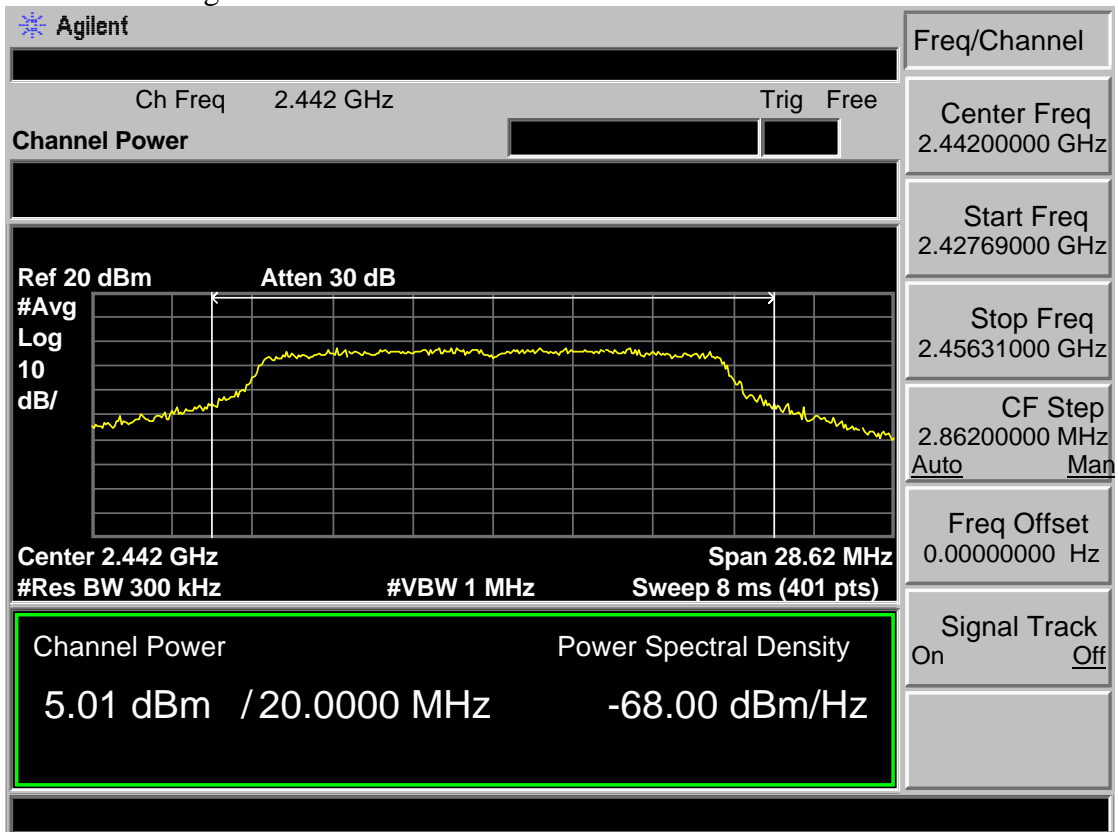 Agilent
Freq/Channel
Ch Freq 2.442 GHz Trig Free
Channel Power
Center Freq
2.44200000 GHz
Start Freq
2.42769000 GHz
Ref 20 dBm Atten 30 dB
#Avg
Log
10
dB/
Stop Freq
2.45631000 GHz
CF Step
2.86200000 MHz
Auto Man
Center 2.442 GHz Span 28.62 MHz
#Res BW 300 kHz #VBW 1 MHz Sweep 8 ms (401 pts)
Freq Offset
0.00000000 Hz
Channel Power Power Spectral Density
5.01 dBm / 20.0000 MHz -68.00 dBm/Hz
Signal Track
On Off